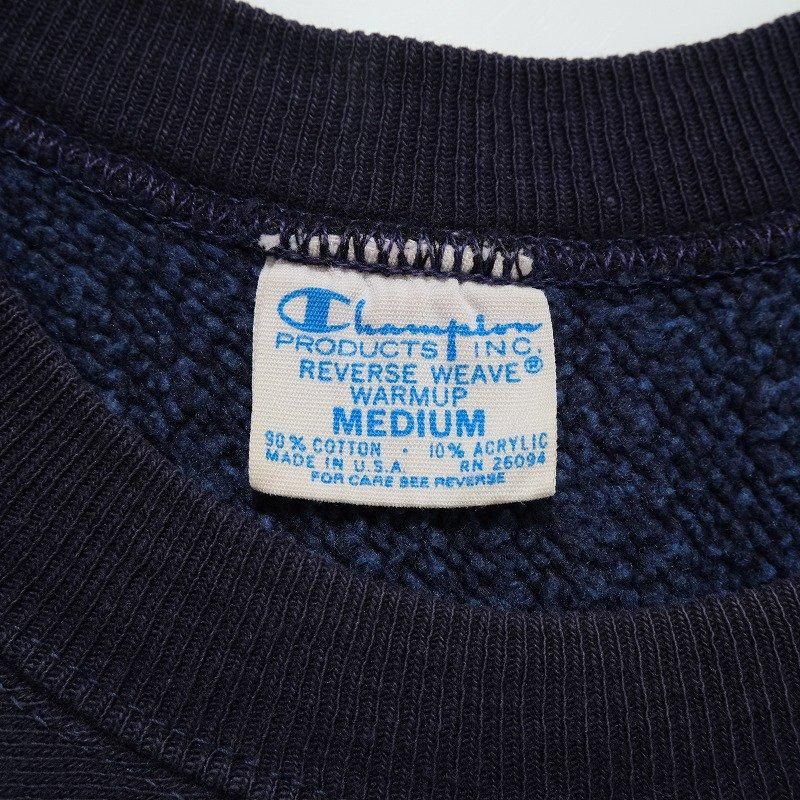 Champion
PRODUCTS INC.
REVERSE WEAVE®
WARMUP
MEDIUM
90% COTTON · 10% ACRYLIC
MADE IN U.S.A. RN 26094
FOR CARE SEE REVERSE